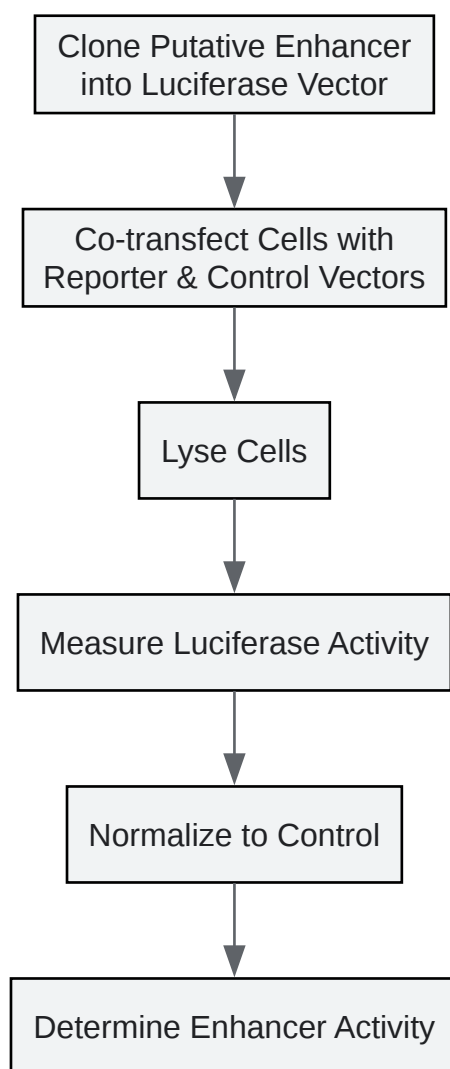 Clone Putative Enhancer
into Luciferase Vector
Co-transfect Cells with
Reporter & Control Vectors
Lyse Cells
Measure Luciferase Activity
Normalize to Control
Determine Enhancer Activity